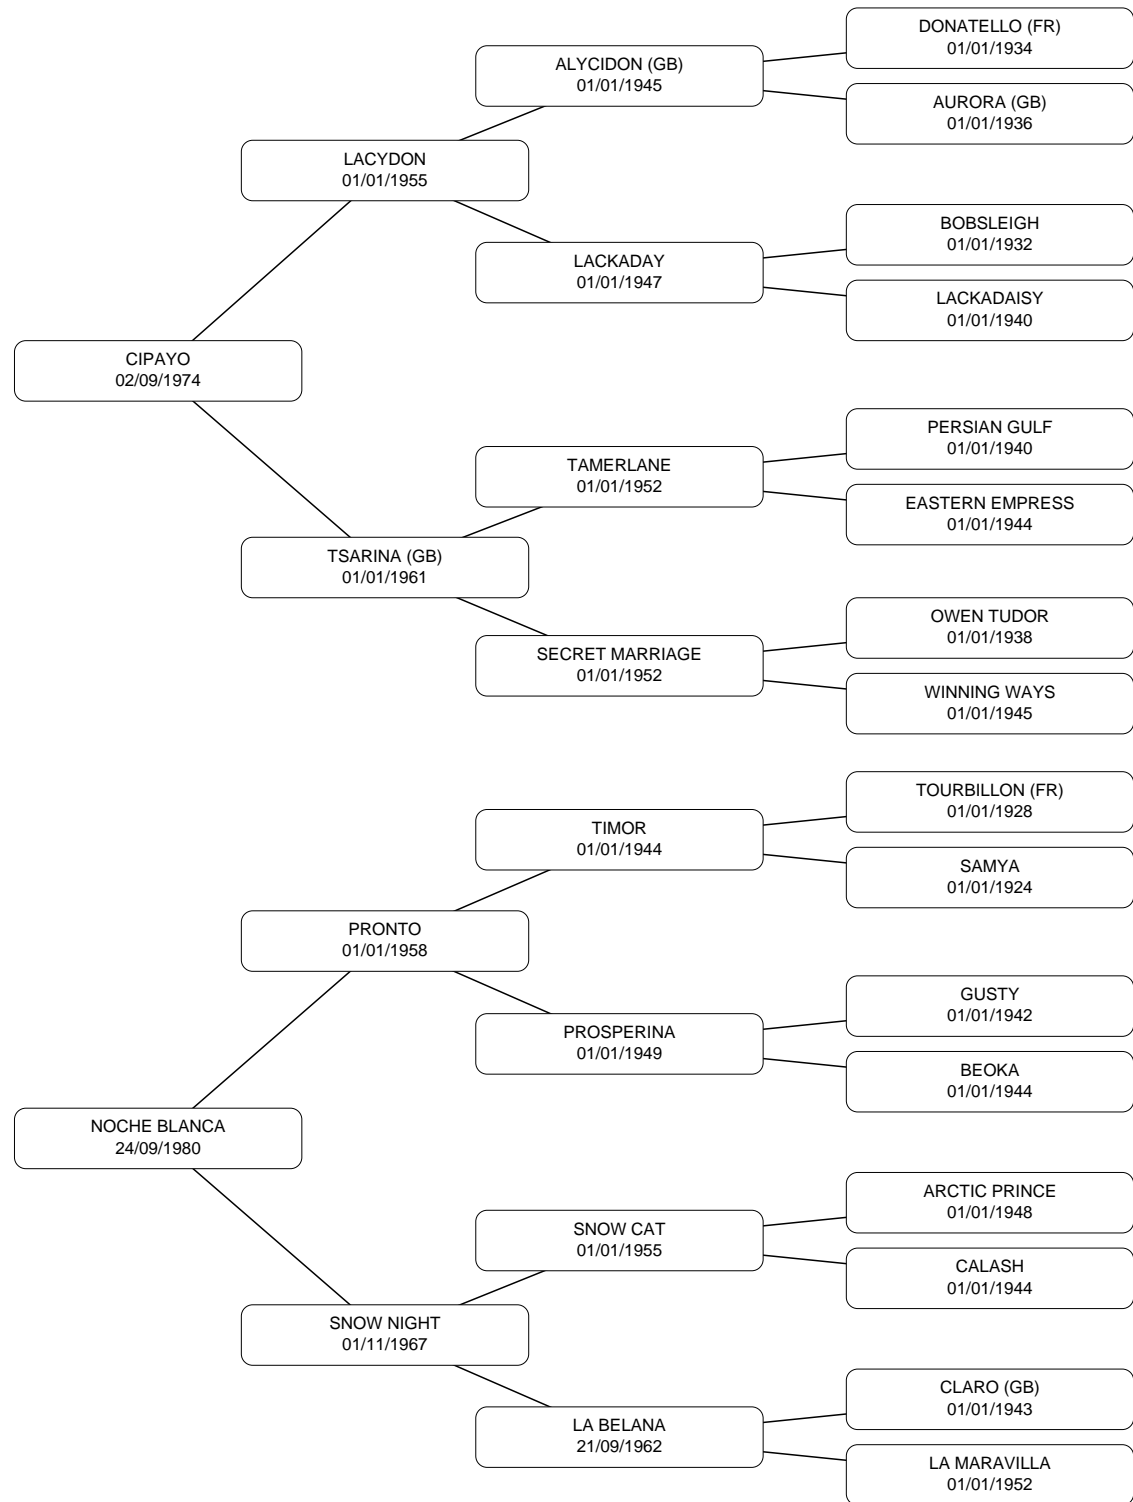 DONATELLO (FR)
01/01/1934
ALYCIDON (GB)
01/01/1945
AURORA (GB)
01/01/1936
LACYDON
01/01/1955
BOBSLEIGH
01/01/1932
LACKADAY
01/01/1947
LACKADAISY
01/01/1940
CIPAYO
02/09/1974
PERSIAN GULF
01/01/1940
TAMERLANE
01/01/1952
EASTERN EMPRESS
01/01/1944
TSARINA (GB)
01/01/1961
OWEN TUDOR
01/01/1938
SECRET MARRIAGE
01/01/1952
WINNING WAYS
01/01/1945
TOURBILLON (FR)
01/01/1928
TIMOR
01/01/1944
SAMYA
01/01/1924
PRONTO
01/01/1958
GUSTY
01/01/1942
PROSPERINA
01/01/1949
BEOKA
01/01/1944
NOCHE BLANCA
24/09/1980
ARCTIC PRINCE
01/01/1948
SNOW CAT
01/01/1955
CALASH
01/01/1944
SNOW NIGHT
01/11/1967
CLARO (GB)
01/01/1943
LA BELANA
21/09/1962
LA MARAVILLA
01/01/1952